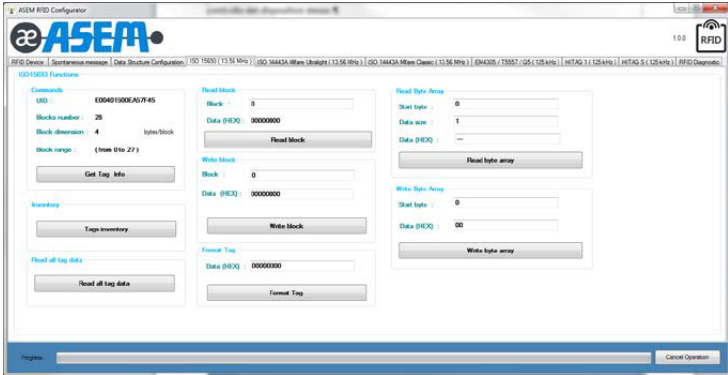 ASEM RFID Configurator
controllo del dispositivo stesso ¶
æ ASEM
1.0.0
RFID
RFID Device
Spontaneous message
Data Structure Configuration
ISO 15693 ( 13.56 MHz )
ISO 14443A Mifare Ultralight ( 13.56 MHz )
ISO 14443A Mifare Classic ( 13.56 MHz )
EM4305 / T5557 / Q5 ( 125 kHz )
HITAG 1 ( 125 kHz )
HITAG S ( 125 kHz )
RFID Diagnostic
ISO15693 Functions
Commands
UID :
E00401500EA57F45
Blocks number :
28
Block dimension :
4
bytes/block
Block range :
( from 0 to 27 )
Get Tag Info
Inventory
Tags inventory
Read all tag data
Read all tag data
Read block
Block :
0
Data (HEX) :
00000000
Read block
Write block
Block :
0
Data (HEX) :
00000000
Write block
Format Tag
Data (HEX) :
00000000
Format Tag
Read Byte Array
Start byte :
0
Data size :
1
Data (HEX) :
---
Read byte array
Write Byte Array
Start byte :
0
Data (HEX) :
00
Write byte array
Progress :
Cancel Operation